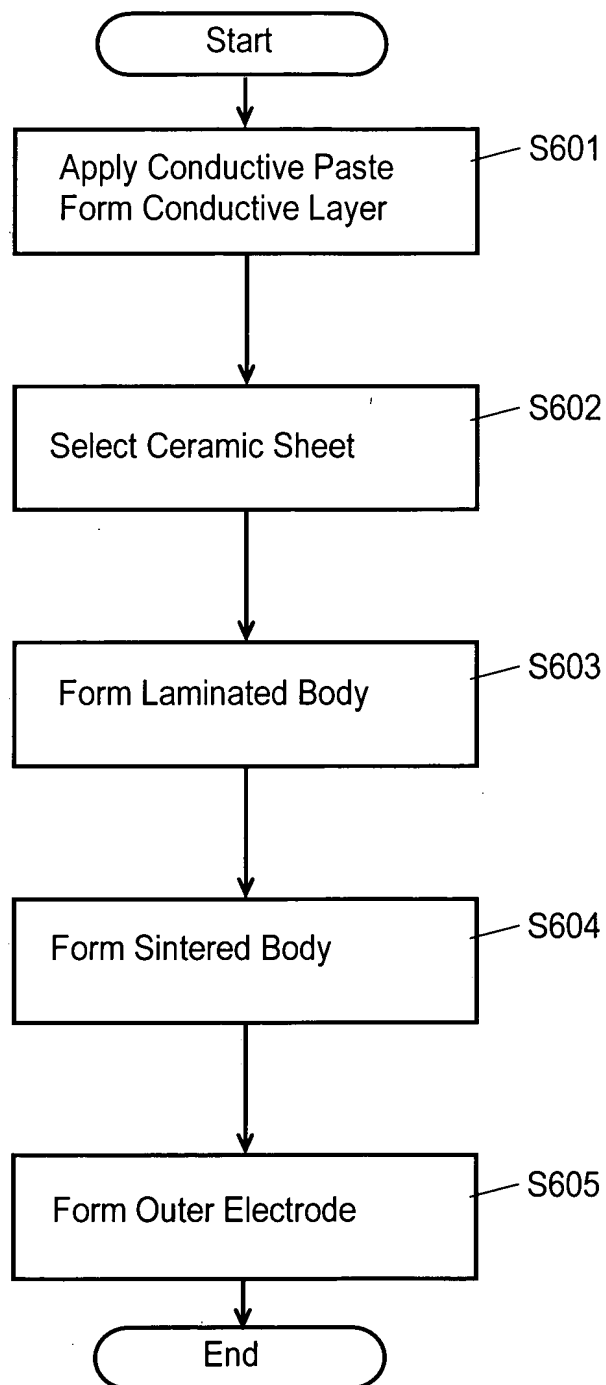 Start
Apply Conductive Paste
Form Conductive Layer
S601
Select Ceramic Sheet
S602
Form Laminated Body
S603
Form Sintered Body
S604
Form Outer Electrode
S605
End